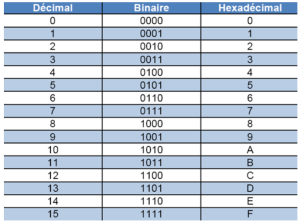 Décimal Binaire Hexadécimal
0 0000 0
1 0001 1
2 0010 2
3 0011 3
4 0100 4
5 0101 5
6 0110 6
7 0111 7
8 1000 8
9 1001 9
10 1010 A
11 1011 B
12 1100 C
13 1101 D
14 1110 E
15 1111 F